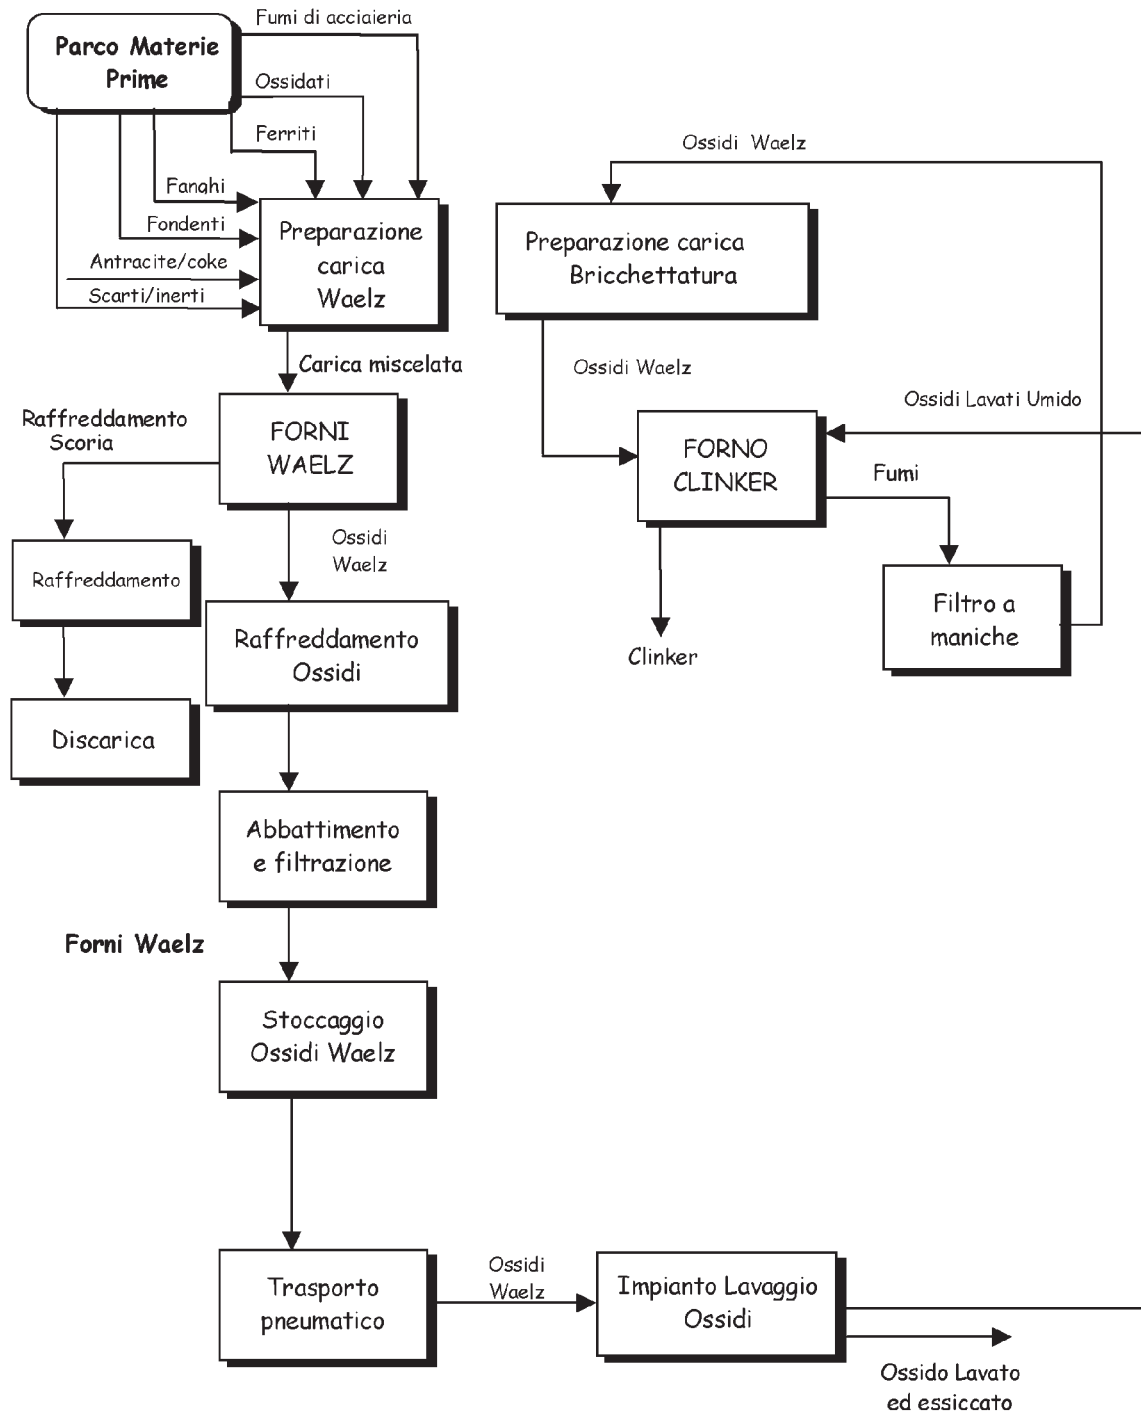 Fumi di acciaieria
Parco Materie
Prime
Ossidati
Ferriti
Fanghi
Fondenti
Antracite/coke
Scarti/inerti
Preparazione
carica
Waelz
Carica miscelata
Raffreddamento
Scoria
FORNI
WAELZ
Ossidi
Waelz
Raffreddamento
Raffreddamento
Ossidi
Discarica
Abbattimento
e filtrazione
Forni Waelz
Stoccaggio
Ossidi Waelz
Trasporto
pneumatico
Ossidi
Waelz
Impianto Lavaggio
Ossidi
Ossido Lavato
ed essiccato
Ossidi Waelz
Preparazione carica
Bricchettatura
Ossidi Waelz
Ossidi Lavati Umido
FORNO
CLINKER
Fumi
Filtro a
maniche
Clinker